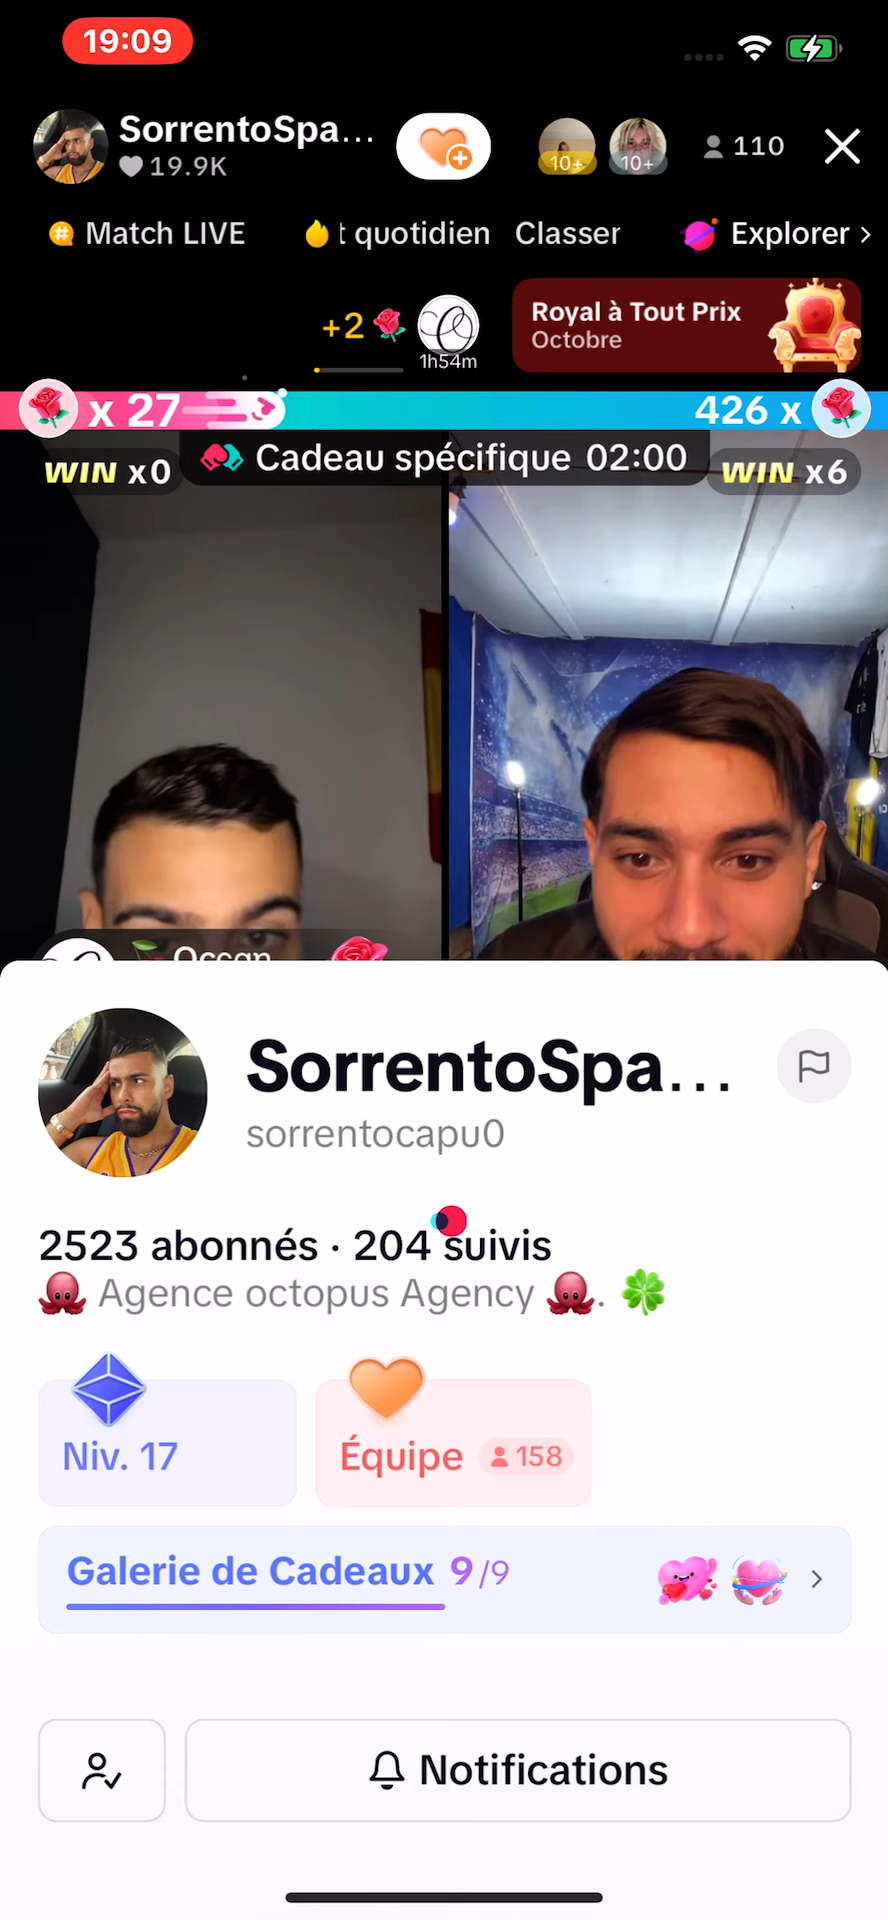 19:09
SorrentoSpa...
19.9K
10+
10+
110
Match LIVE
t quotidien
Classer
Explorer >
+2
1h54m
Royal à Tout Prix
Octobre
x 27
426 x
WIN x0
Cadeau spécifique 02:00
WIN x6
SorrentoSpa...
sorrentocapu0
2523 abonnés · 204 suivis
🐙 Agence octopus Agency 🐙. 🍀
Niv. 17
Équipe
158
Galerie de Cadeaux 9/9
Notifications